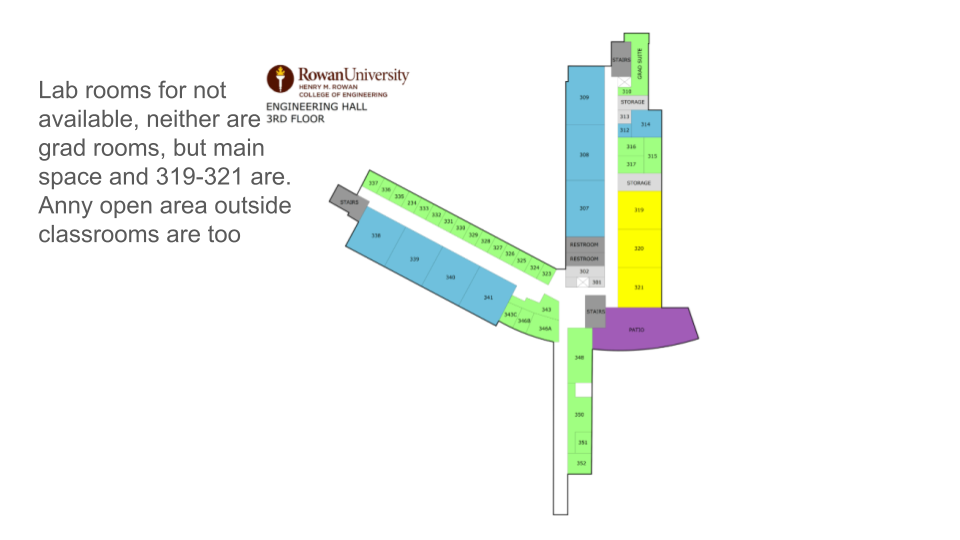 Lab rooms for not
available, neither are
grad rooms, but main
space and 319-321 are.
Anny open area outside
classrooms are too
RowanUniversity
HENRY M. ROWAN
COLLEGE OF ENGINEERING
ENGINEERING HALL
3RD FLOOR
STAIRS
GRAD SUITE
318
STORAGE
313
312
314
316
315
317
STORAGE
319
320
321
309
308
307
RESTROOM
RESTROOM
302
301
STAIRS
PATIO
STAIRS
337
336
335
334
333
332
331
330
329
328
327
326
325
324
323
338
339
340
341
343
343C
346B
346A
348
350
351
352